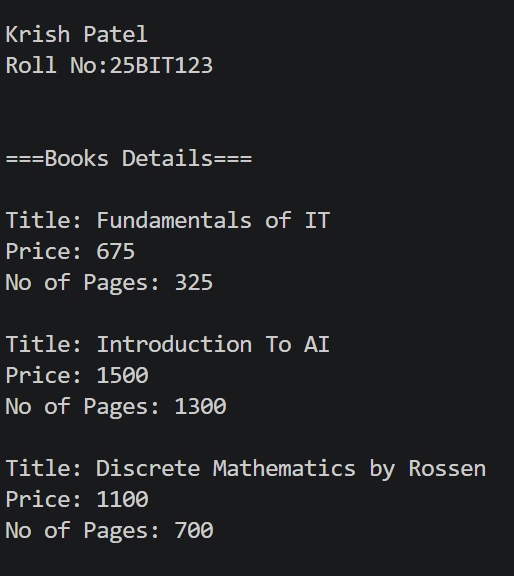 Krish Patel
Roll No:25BIT123
===Books Details===
Title: Fundamentals of IT
Price: 675
No of Pages: 325
Title: Introduction To AI
Price: 1500
No of Pages: 1300
Title: Discrete Mathematics by Rossen
Price: 1100
No of Pages: 700